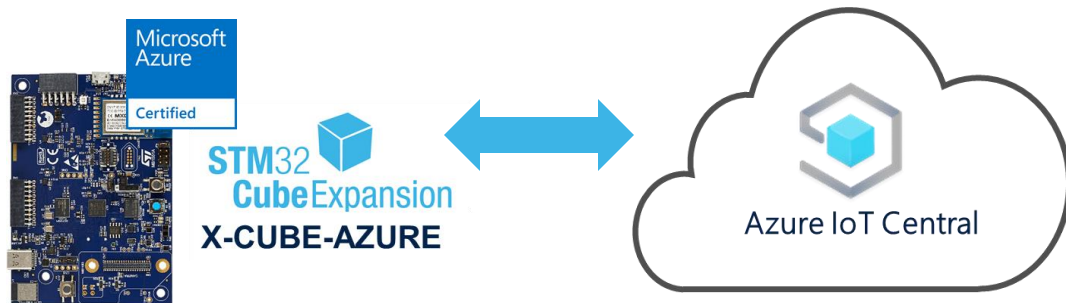 Microsoft
Azure
Certified
STM32
CubeExpansion
X-CUBE-AZURE
Azure IoT Central